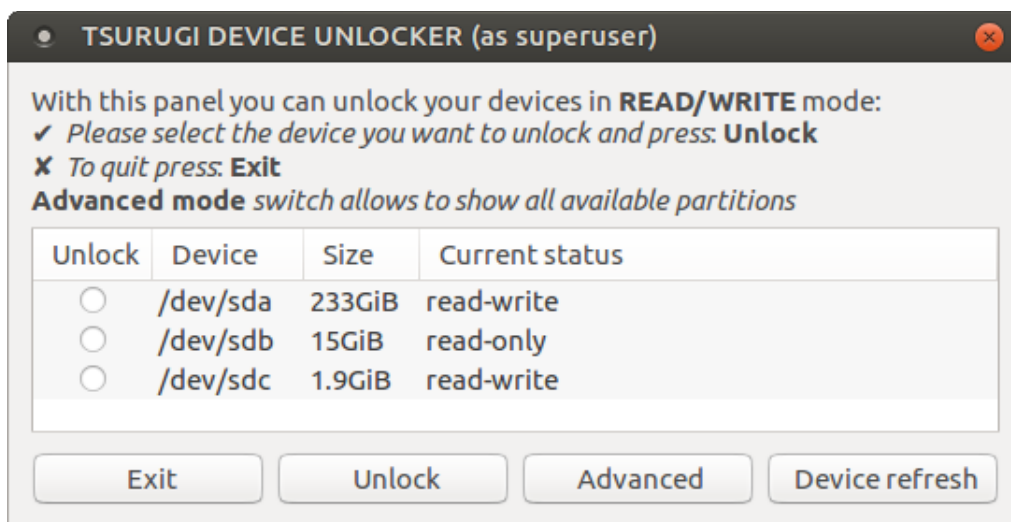 TSURUGI DEVICE UNLOCKER (as superuser)
With this panel you can unlock your devices in READ/WRITE mode:
✔ Please select the device you want to unlock and press: Unlock
✘ To quit press: Exit
Advanced mode switch allows to show all available partitions
Unlock Device Size Current status
/dev/sda 233GiB read-write
/dev/sdb 15GiB read-only
/dev/sdc 1.9GiB read-write
Exit Unlock Advanced Device refresh